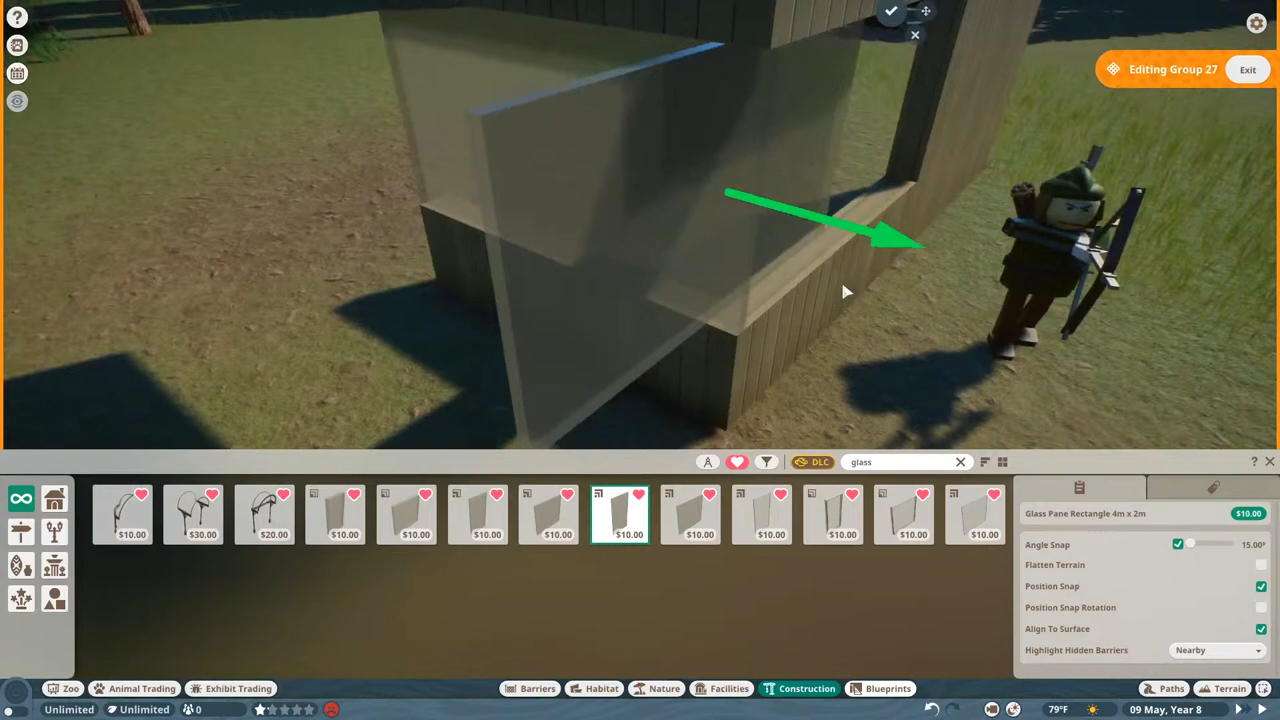 ?
Editing Group 27
Exit
DLC
glass
?
$10.00
$30.00
$20.00
$10.00
$10.00
$10.00
$10.00
$10.00
$10.00
$10.00
$10.00
$10.00
$10.00
Glass Pane Rectangle 4m x 2m
$10.00
Angle Snap
15.00°
Flatten Terrain
Position Snap
Position Snap Rotation
Align To Surface
Highlight Hidden Barriers
Nearby
Zoo
Animal Trading
Exhibit Trading
Barriers
Habitat
Nature
Facilities
Construction
Blueprints
Paths
Terrain
Unlimited
Unlimited
0
79°F
09 May, Year 8